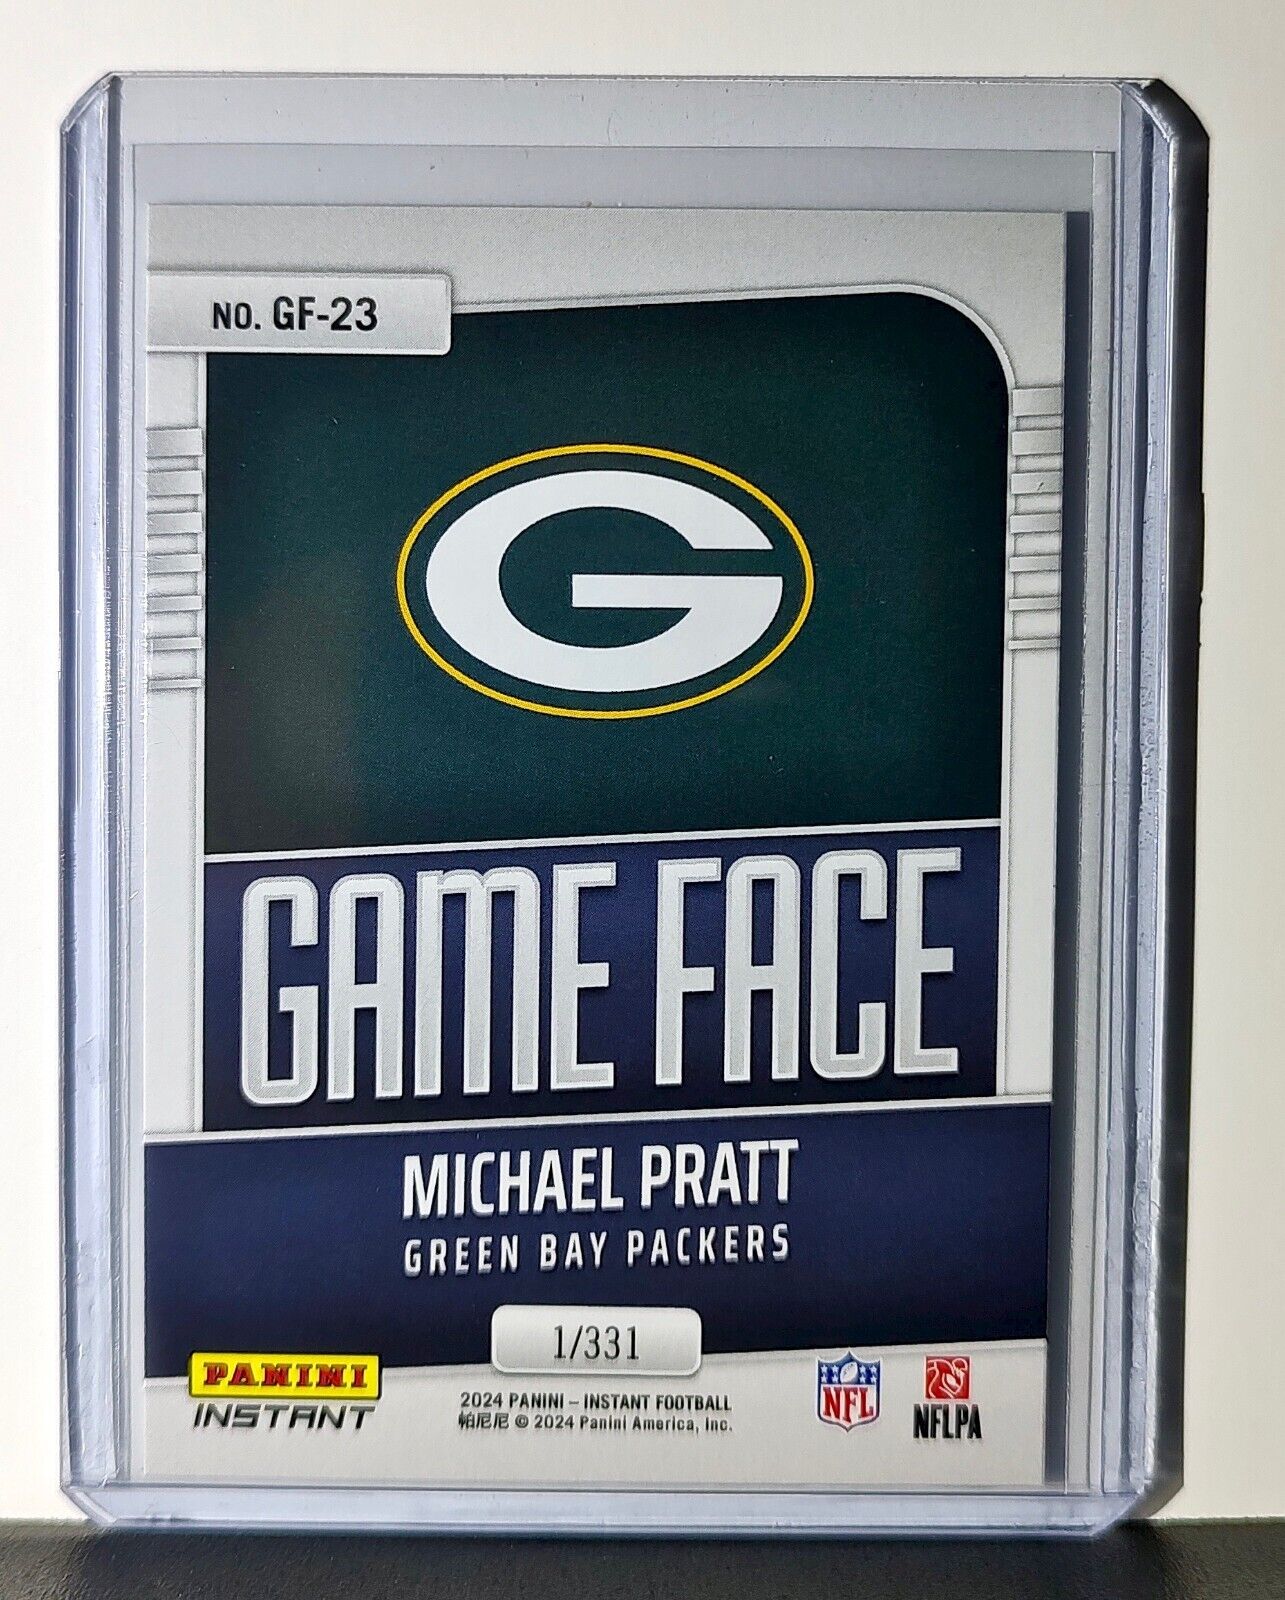 NO. GF-23
G
GAME FACE
MICHAEL PRATT
GREEN BAY PACKERS
1/331
PANINI
INSTANT
2024 PANINI – INSTANT FOOTBALL
帕尼尼 © 2024 Panini America, Inc.
NFL
NFLPA